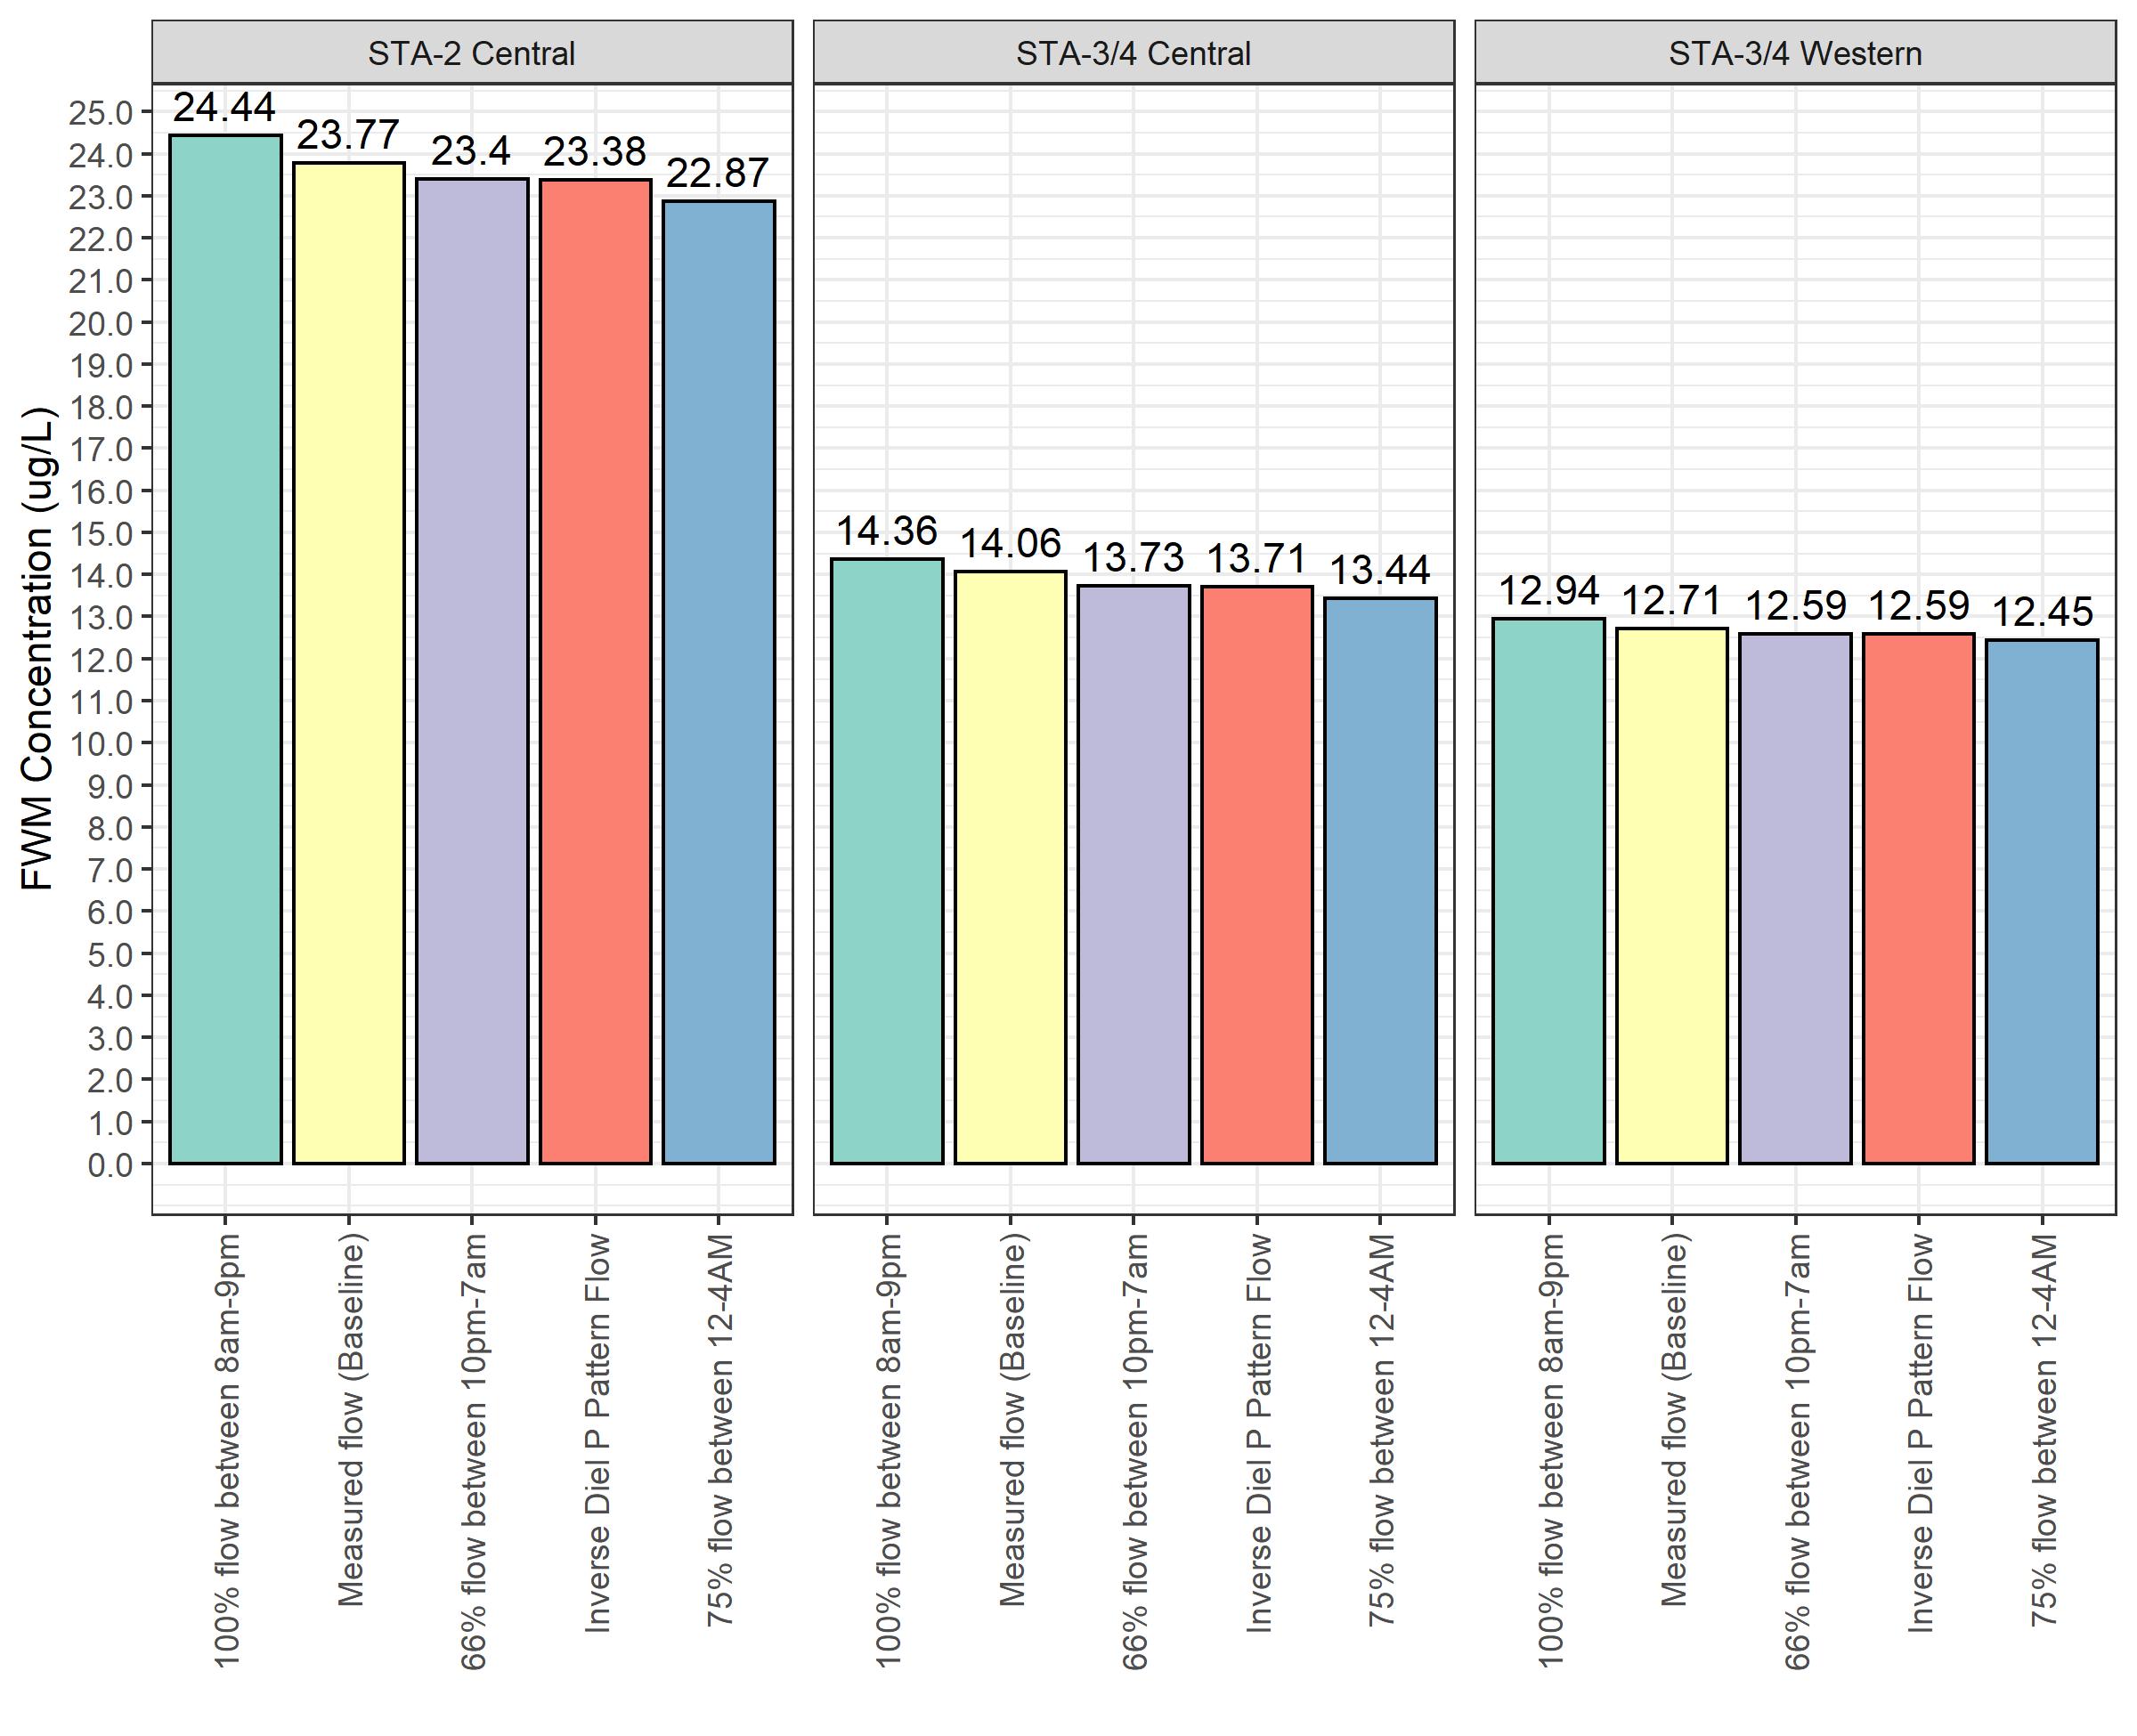 STA-2 Central
STA-3/4 Central
STA-3/4 Western
FWM Concentration (ug/L)
25.0
24.0
23.0
22.0
21.0
20.0
19.0
18.0
17.0
16.0
15.0
14.0
13.0
12.0
11.0
10.0
9.0
8.0
7.0
6.0
5.0
4.0
3.0
2.0
1.0
0.0
24.44
23.77
23.4
23.38
22.87
14.36
14.06
13.73
13.71
13.44
12.94
12.71
12.59
12.59
12.45
100% flow between 8am-9pm
Measured flow (Baseline)
66% flow between 10pm-7am
Inverse Diel P Pattern Flow
75% flow between 12-4AM
100% flow between 8am-9pm
Measured flow (Baseline)
66% flow between 10pm-7am
Inverse Diel P Pattern Flow
75% flow between 12-4AM
100% flow between 8am-9pm
Measured flow (Baseline)
66% flow between 10pm-7am
Inverse Diel P Pattern Flow
75% flow between 12-4AM